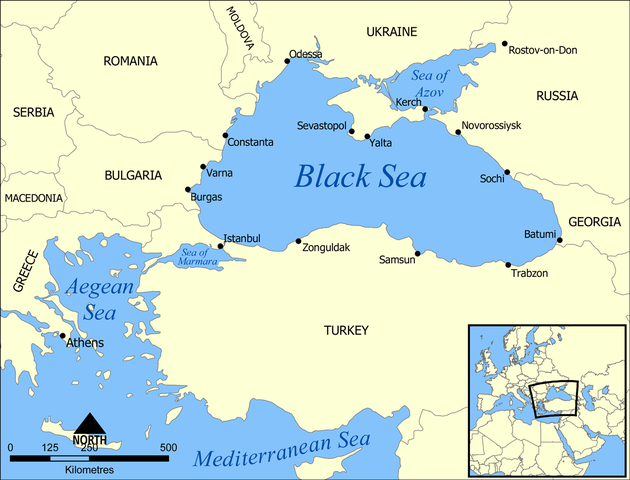 MOLDOVA
UKRAINE
Rostov-on-Don
Odessa
ROMANIA
Sea of
Azov
RUSSIA
Kerch
SERBIA
Sevastopol
Novorossiysk
Constanta
Yalta
Varna
BULGARIA
Black Sea
Sochi
MACEDONIA
Burgas
GEORGIA
Batumi
Istanbul
Zonguldak
Sea of
Marmara
Samsun
Trabzon
GREECE
Aegean
Sea
TURKEY
Athens
NORTH
Mediterranean Sea
0 125 250 500
Kilometres